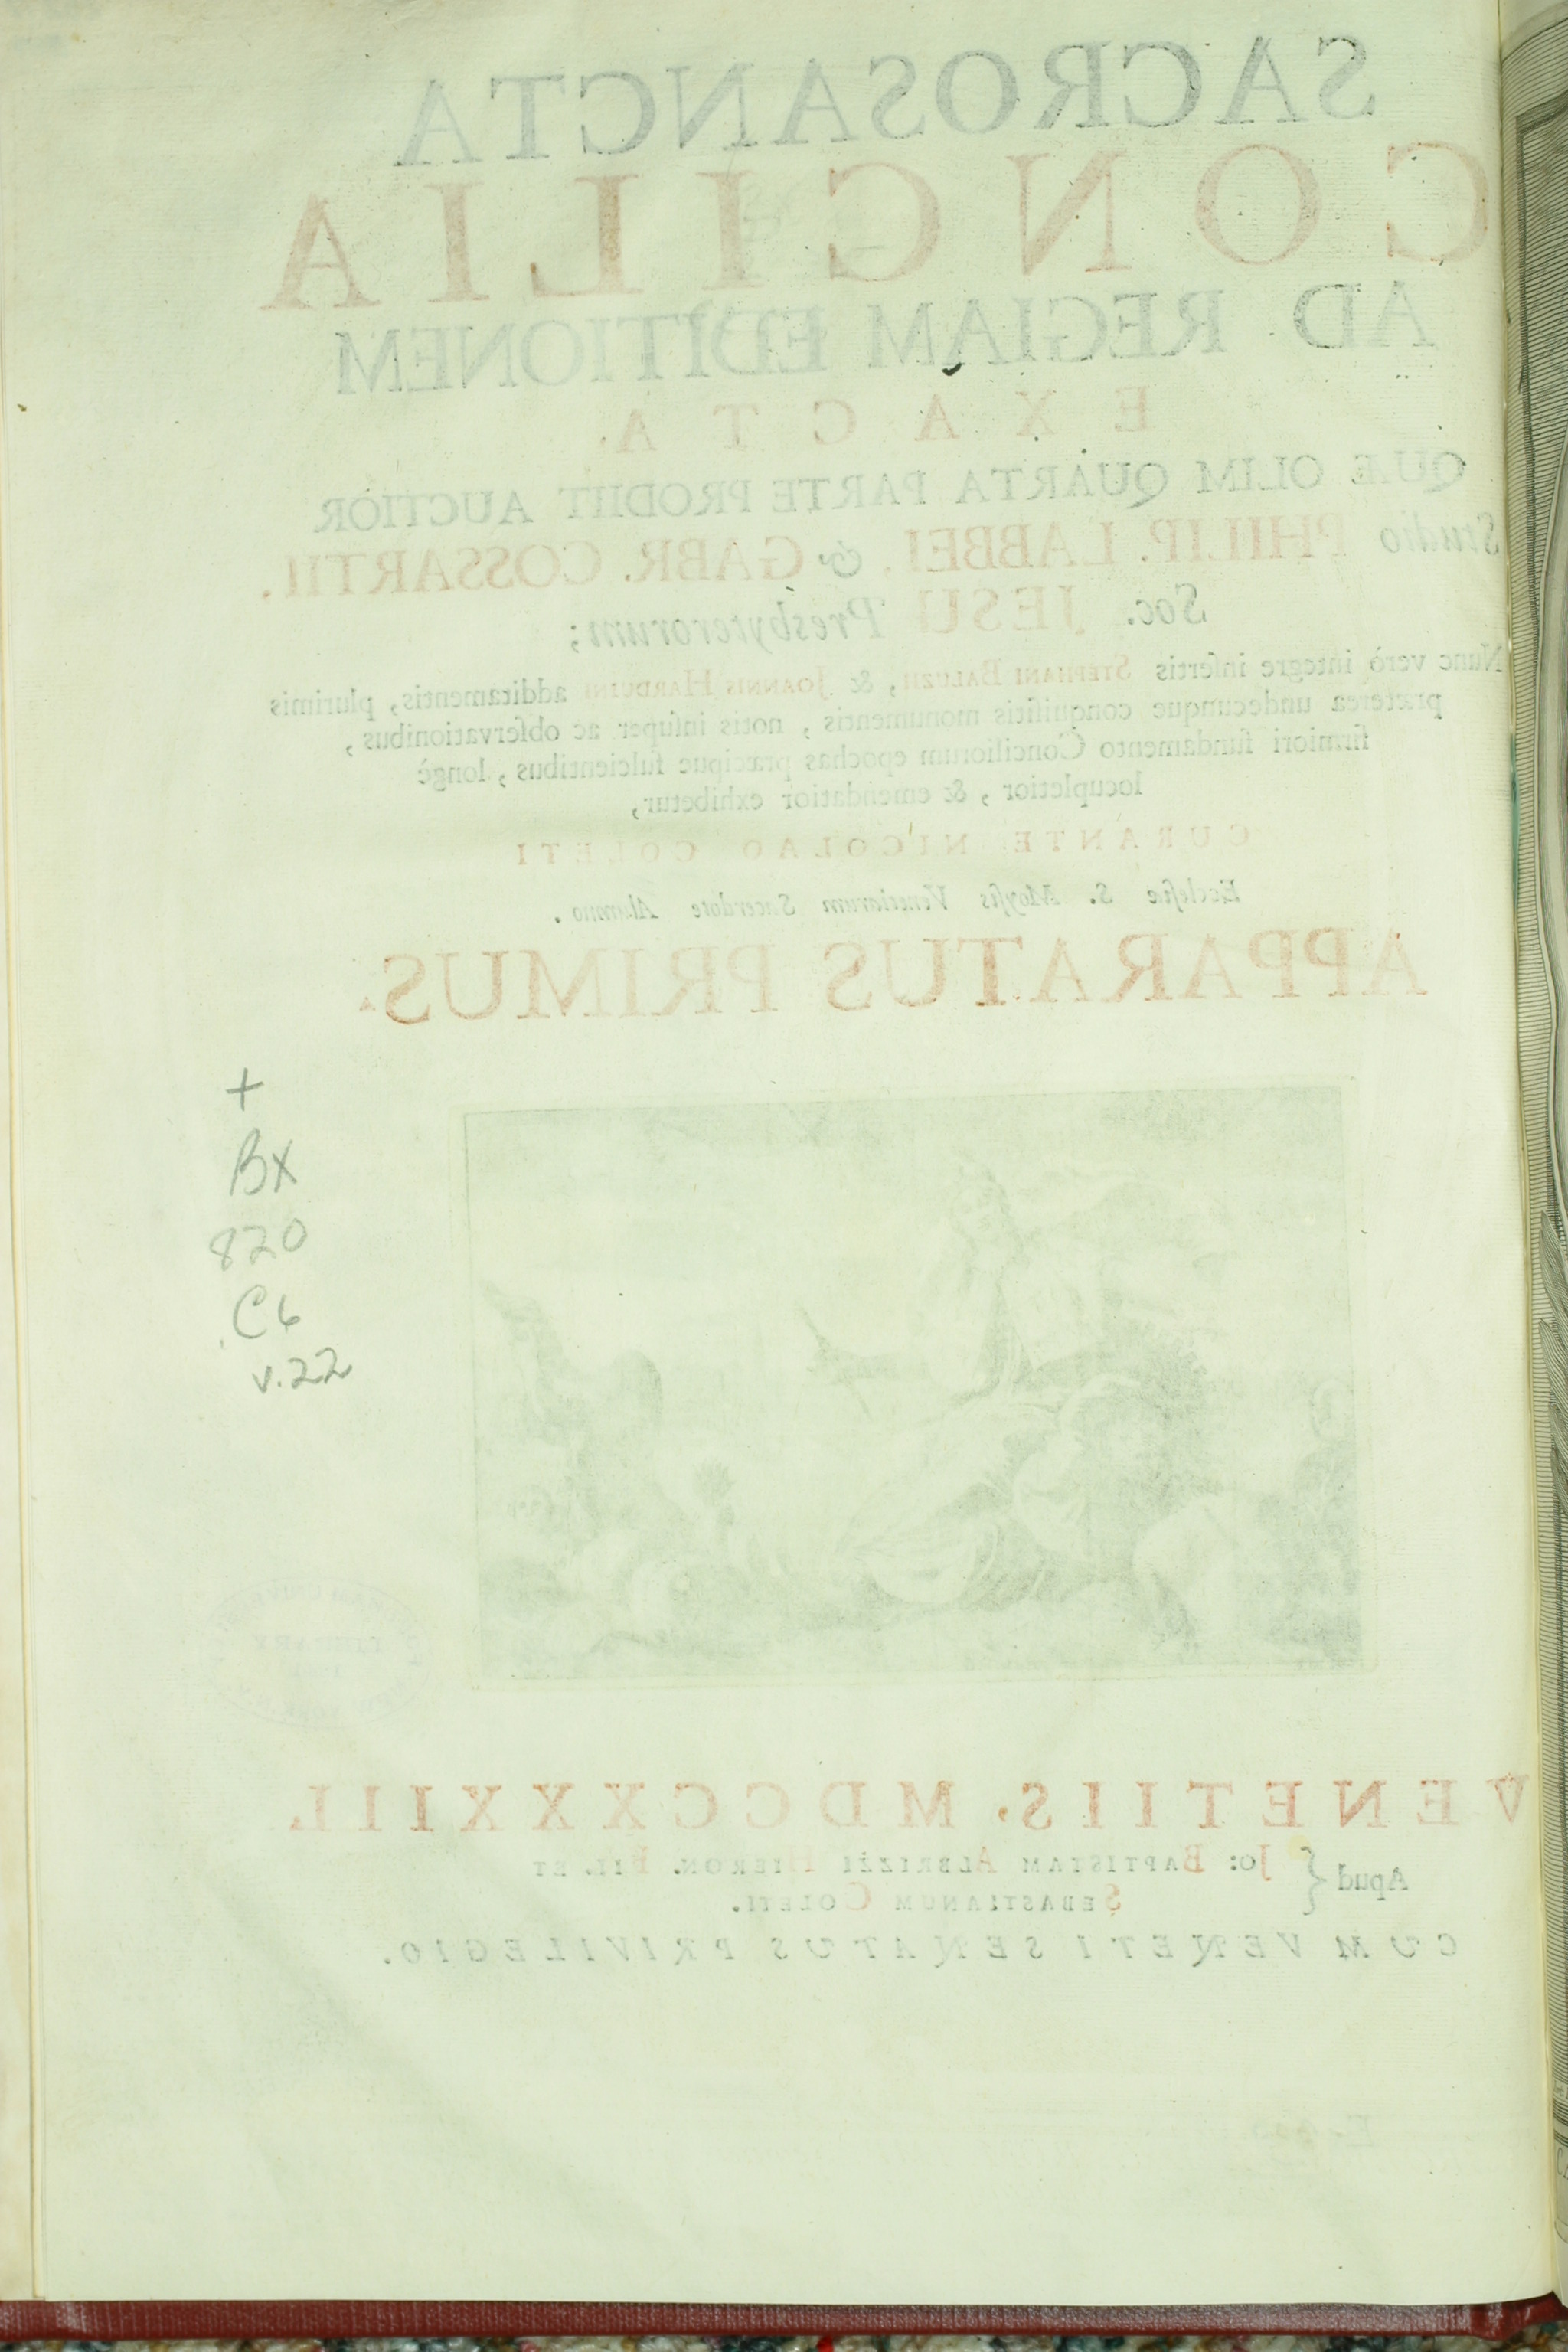 SACROSANCTA
CONCILIA
AD REGIAM EDITIONEM
EXACTA.
QUÆ OLIM QUARTA PARTE PRODIIT AUCTIOR
Studio PHILIP. LABBEI, & GABR. COSSARTII.
Soc. JESU Presbyterorum;
Nunc verò integre inſertis STEPHANI BALUZII, & JOANNIS HARDUINI additamentis, plurimis
præterea undecumque conquiſitis monumentis, notis inſuper ac obſervationibus,
firmiori fundamento Conciliorum epochas præcipue fulcientibus, longè
locupletior, & emendatior exhibetur,
CURANTE NICOLAO COLETI
Eccleſiæ S. Moyſis Venetiarum Sacerdote Alumno.
APPARATUS PRIMUS.
+
BX
820
C6
v.22
LIBRARY
VENETIIS, MDCCXXXIII.
Apud { Jo: BAPTISTAM ALBRIZZI HIERON. FIL. ET
SEBASTIANUM COLETI.
CUM VENETI SENATUS PRIVILEGIO.